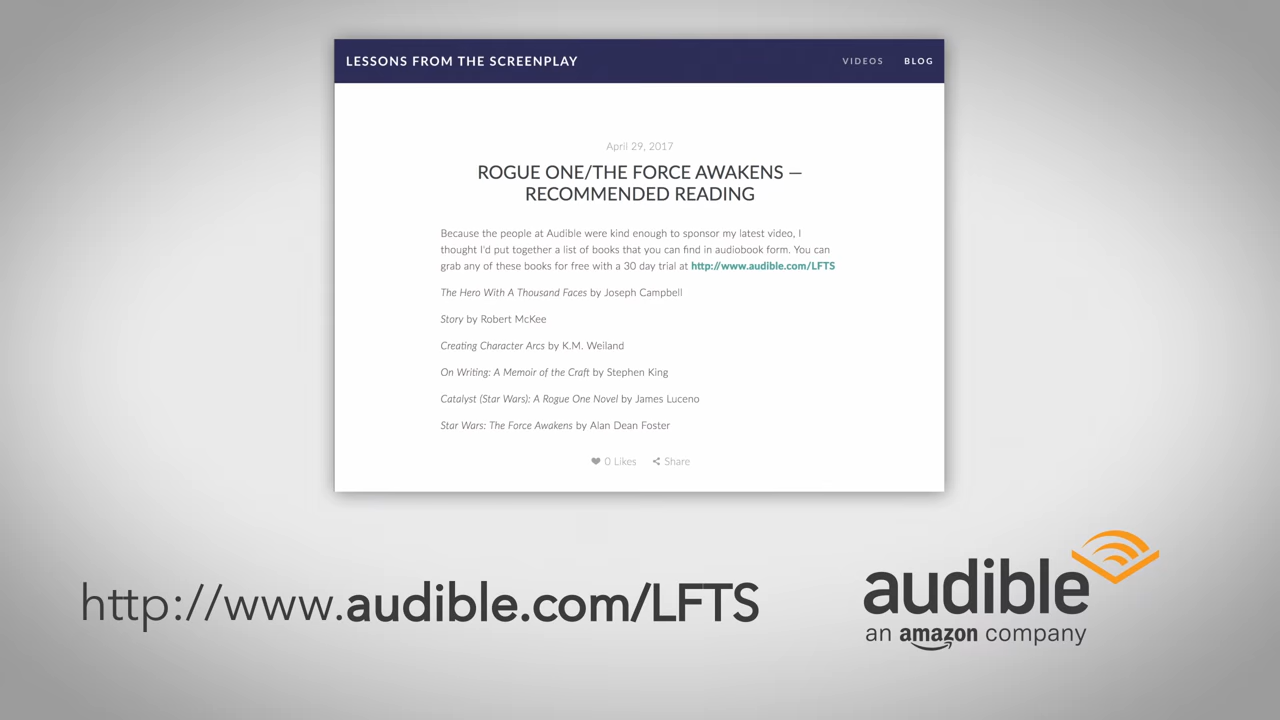 LESSONS FROM THE SCREENPLAY
VIDEOS BLOG
April 29, 2017
ROGUE ONE/THE FORCE AWAKENS —
RECOMMENDED READING
Because the people at Audible were kind enough to sponsor my latest video, I
thought I'd put together a list of books that you can find in audiobook form. You can
grab any of these books for free with a 30 day trial at http://www.audible.com/LFTS
The Hero With A Thousand Faces by Joseph Campbell
Story by Robert McKee
Creating Character Arcs by K.M. Weiland
On Writing: A Memoir of the Craft by Stephen King
Catalyst (Star Wars): A Rogue One Novel by James Luceno
Star Wars: The Force Awakens by Alan Dean Foster
0 Likes Share
http://www.audible.com/LFTS
audible
an amazon company